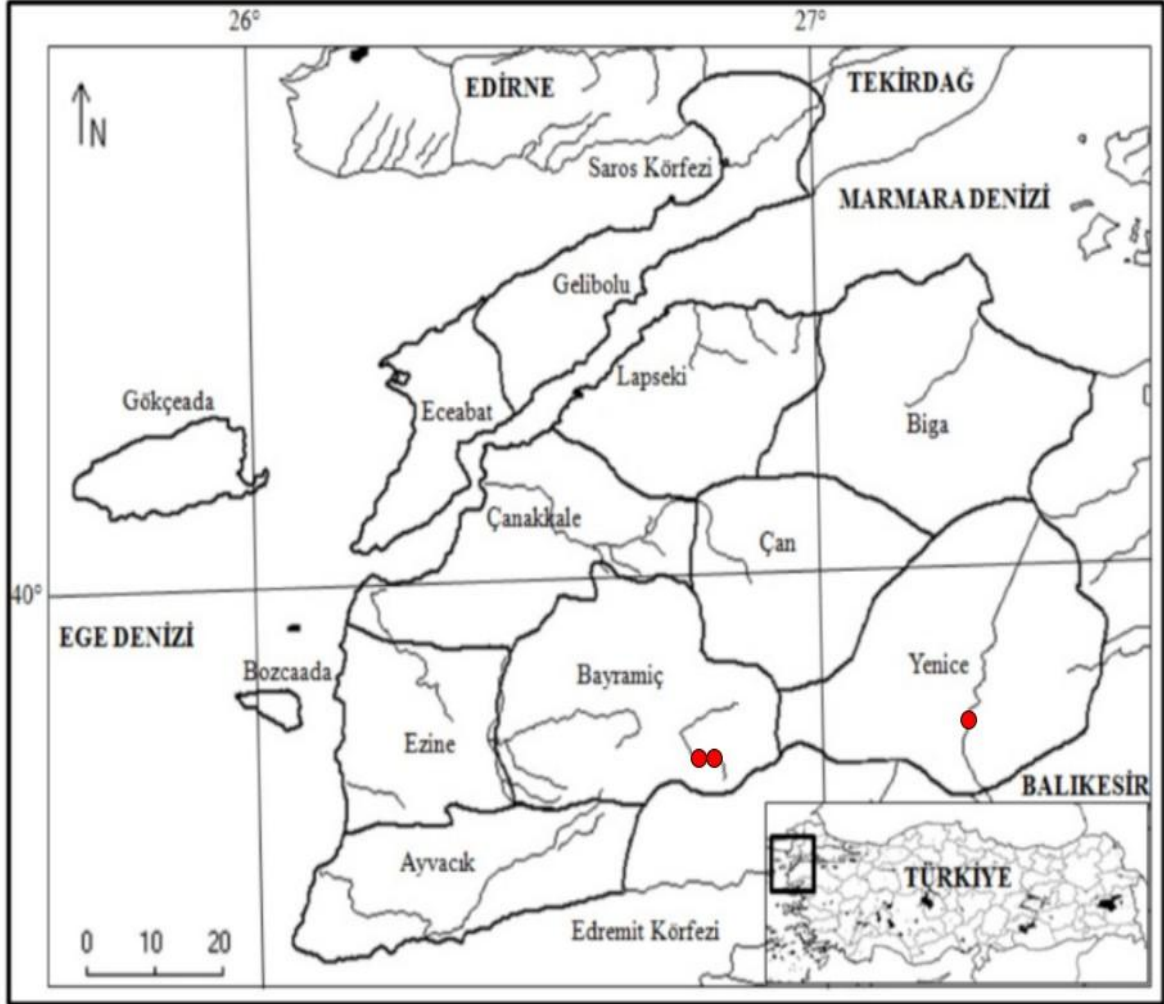 26°
27°
EDİRNE
TEKİRDAĞ
N
Saros Körfezi
MARMARA DENİZİ
Gelibolu
Lapseki
Gökçeada
Eceabat
Biga
Çanakkale
Çan
40°
EGE DENİZİ
Bozcaada
Bayramiç
Yenice
Ezine
BALIKESİR
Ayvacık
TÜRKİYE
Edremit Körfezi
0 10 20